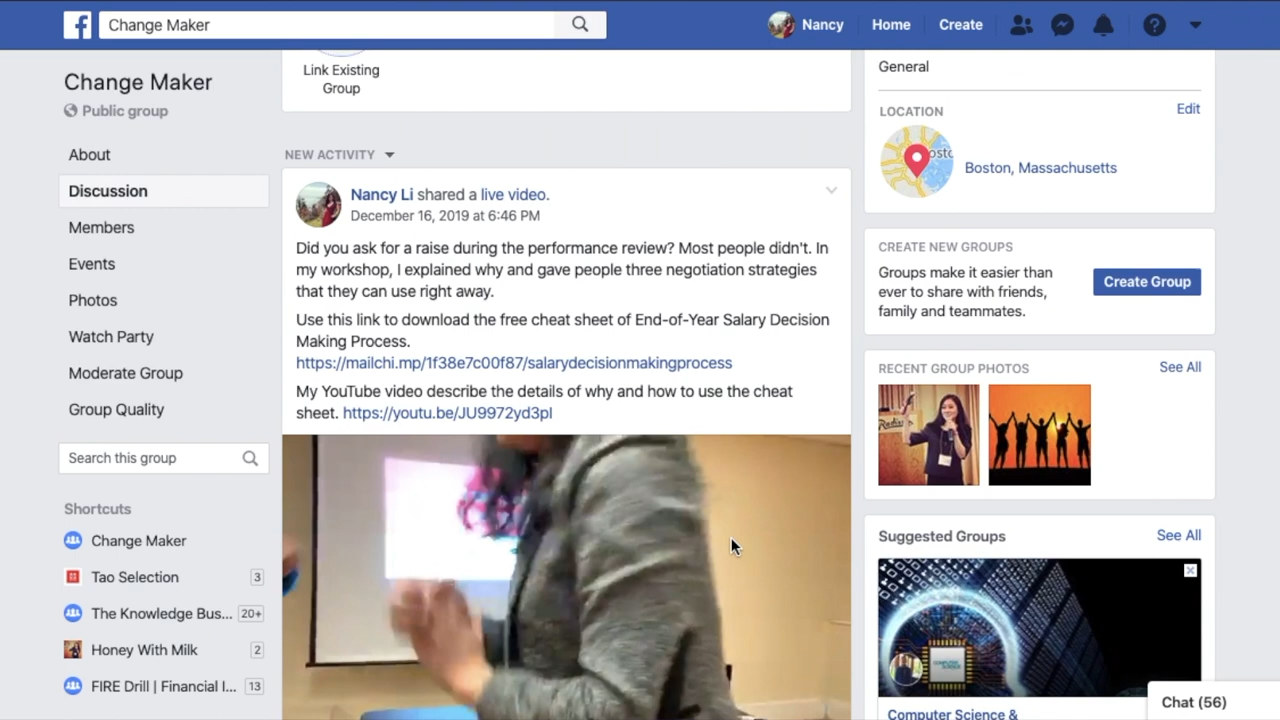 Change Maker
Nancy
Home
Create
Change Maker
Public group
About
Discussion
Members
Events
Photos
Watch Party
Moderate Group
Group Quality
Search this group
Shortcuts
Change Maker
Tao Selection 3
The Knowledge Bus... 20+
Honey With Milk 2
FIRE Drill | Financial I... 13
Link Existing
Group
NEW ACTIVITY
Nancy Li shared a live video.
December 16, 2019 at 6:46 PM
Did you ask for a raise during the performance review? Most people didn't. In
my workshop, I explained why and gave people three negotiation strategies
that they can use right away.
Use this link to download the free cheat sheet of End-of-Year Salary Decision
Making Process.
https://mailchi.mp/1f38e7c00f87/salarydecisionmakingprocess
My YouTube video describe the details of why and how to use the cheat
sheet. https://youtu.be/JU9972yd3pI
General
LOCATION
Edit
Boston, Massachusetts
CREATE NEW GROUPS
Groups make it easier than
ever to share with friends,
family and teammates.
Create Group
RECENT GROUP PHOTOS
See All
Suggested Groups
See All
Computer Science &
Chat (56)